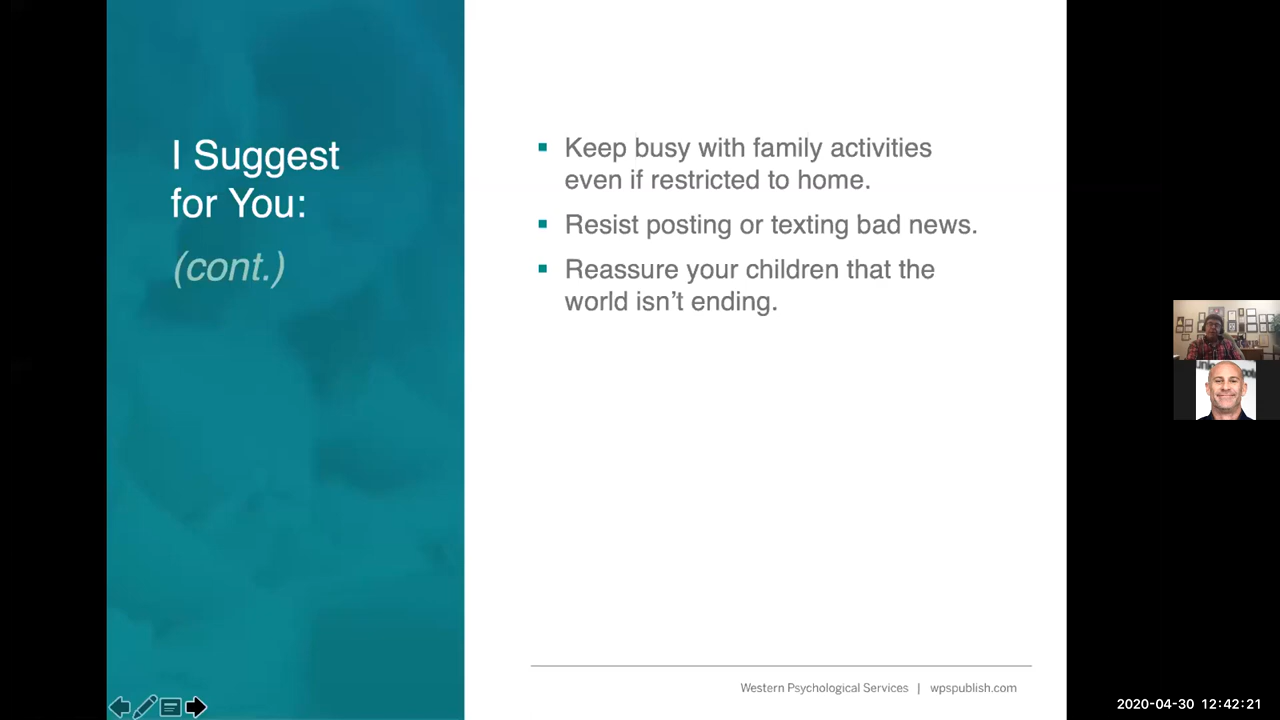 I Suggest
for You:
(cont.)
▪ Keep busy with family activities
even if restricted to home.
▪ Resist posting or texting bad news.
▪ Reassure your children that the
world isn’t ending.
Western Psychological Services | wpspublish.com
2020-04-30 12:42:21